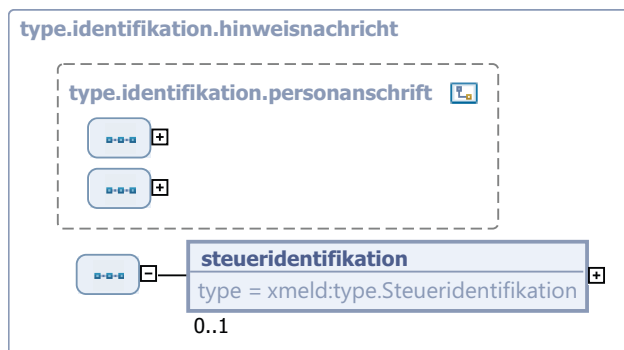 type.identifikation.hinweisnachricht
type.identifikation.personanschrift
steueridentifikation
type = xmeld:type.Steueridentifikation
0..1